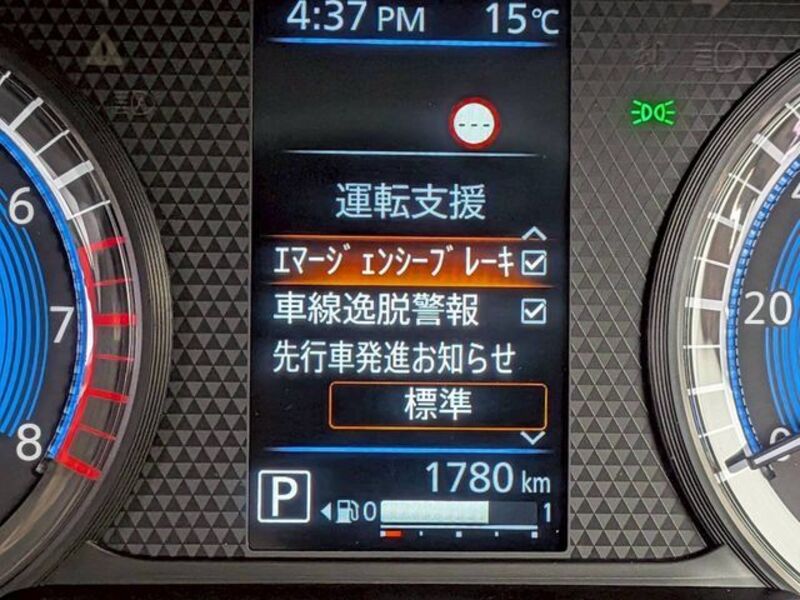 4:37 PM 15℃
---
運転支援
ｴﾏｰｼﾞｪﾝｼｰﾌﾞﾚｰｷ
車線逸脱警報
先行車発進お知らせ
標準
6
7
8
20
0
1780 km
P 0 1